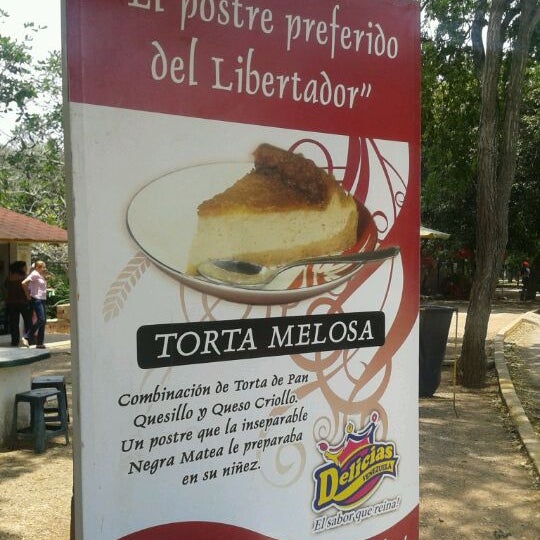 "El postre preferido
del Libertador"
TORTA MELOSA
Combinación de Torta de Pan
Quesillo y Queso Criollo.
Un postre que la inseparable
Negra Matea le preparaba
en su niñez.
Delicias
VENEZUELA
El sabor que reina!